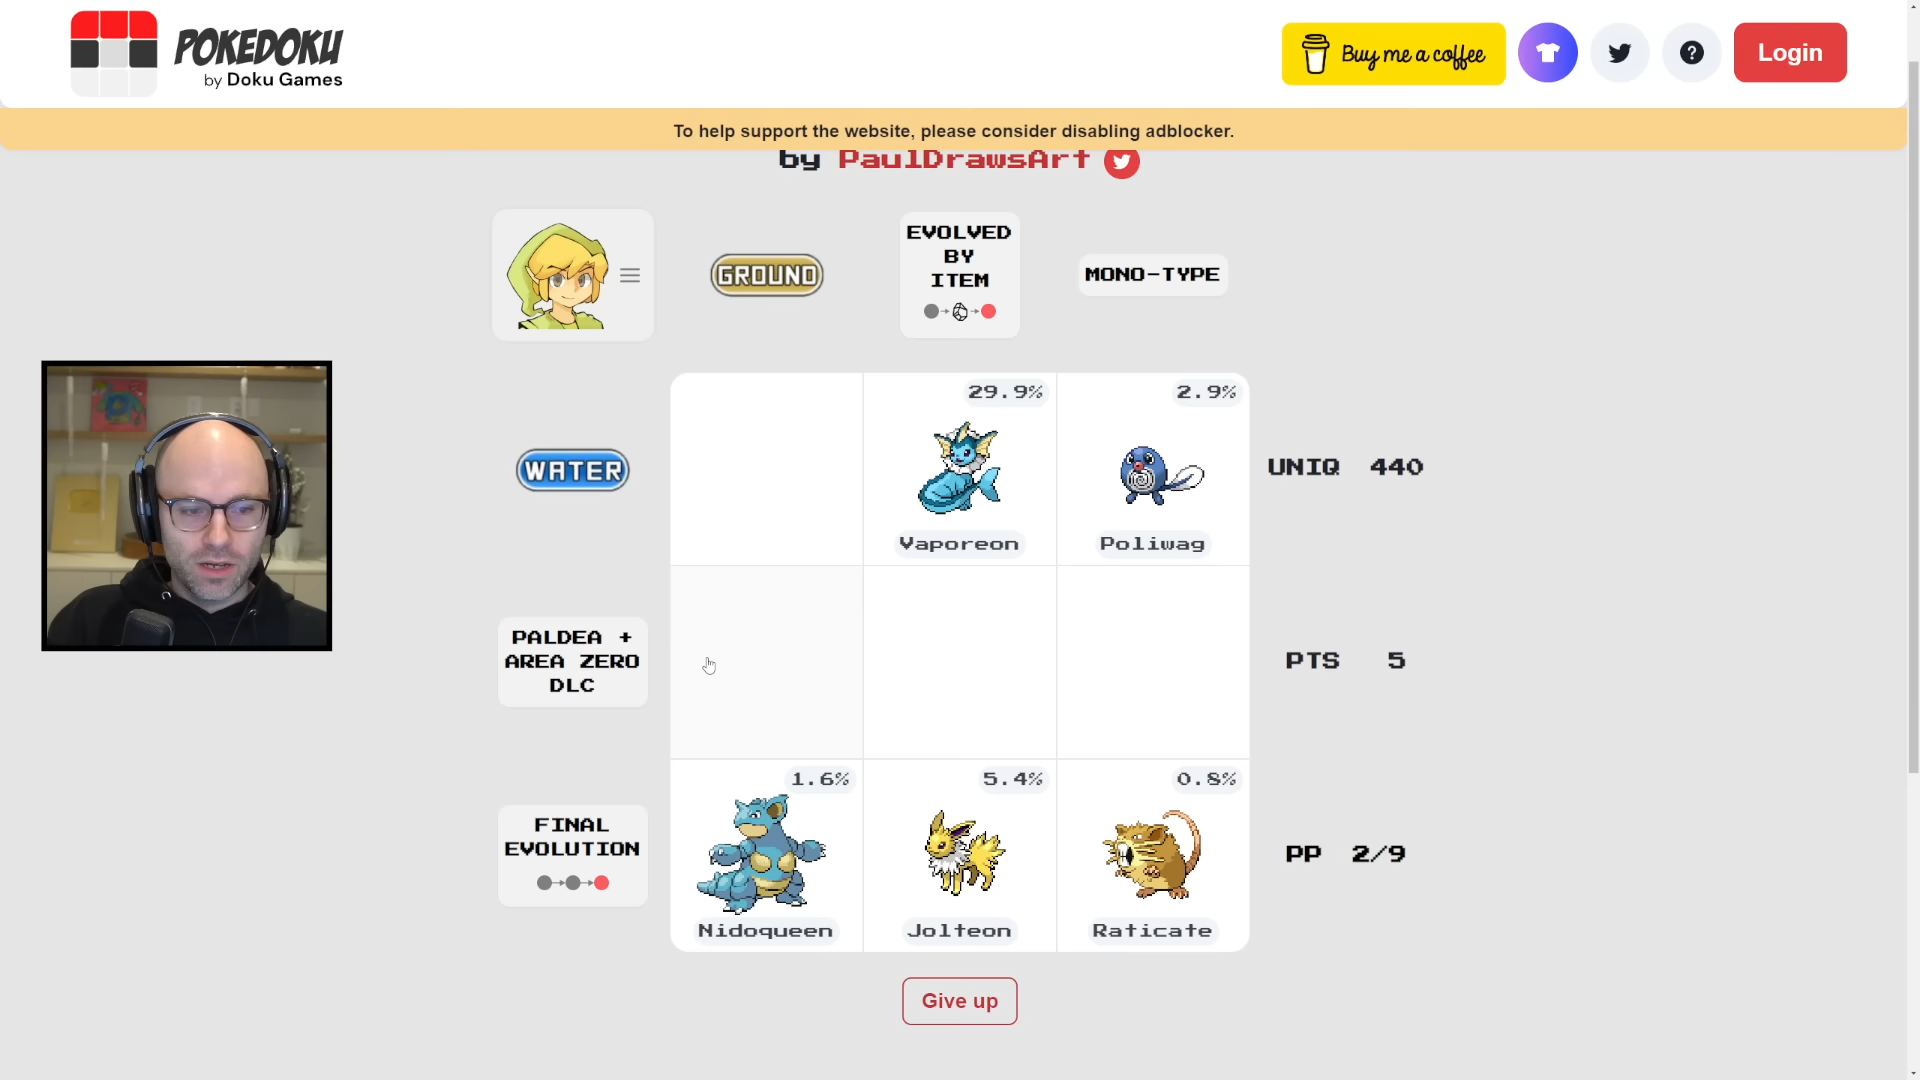 POKEDOKU
by Doku Games
Buy me a coffee
Login
To help support the website, please consider disabling adblocker.
by PaulDrawsArt
GROUND
EVOLVED
BY
ITEM
MONO-TYPE
WATER
29.9%
Vaporeon
2.9%
Poliwag
UNIQ 440
PALDEA +
AREA ZERO
DLC
PTS 5
FINAL
EVOLUTION
1.6%
Nidoqueen
5.4%
Jolteon
0.8%
Raticate
PP 2/9
Give up